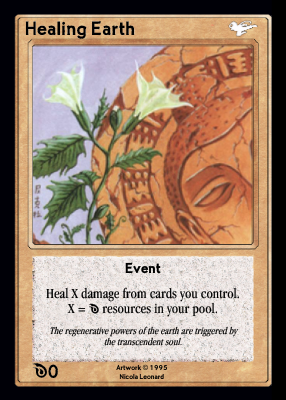 Healing Earth
Event
Heal X damage from cards you control.
X = resources in your pool.
The regenerative powers of the earth are triggered by
the transcendent soul.
0
Artwork © 1995
Nicola Leonard